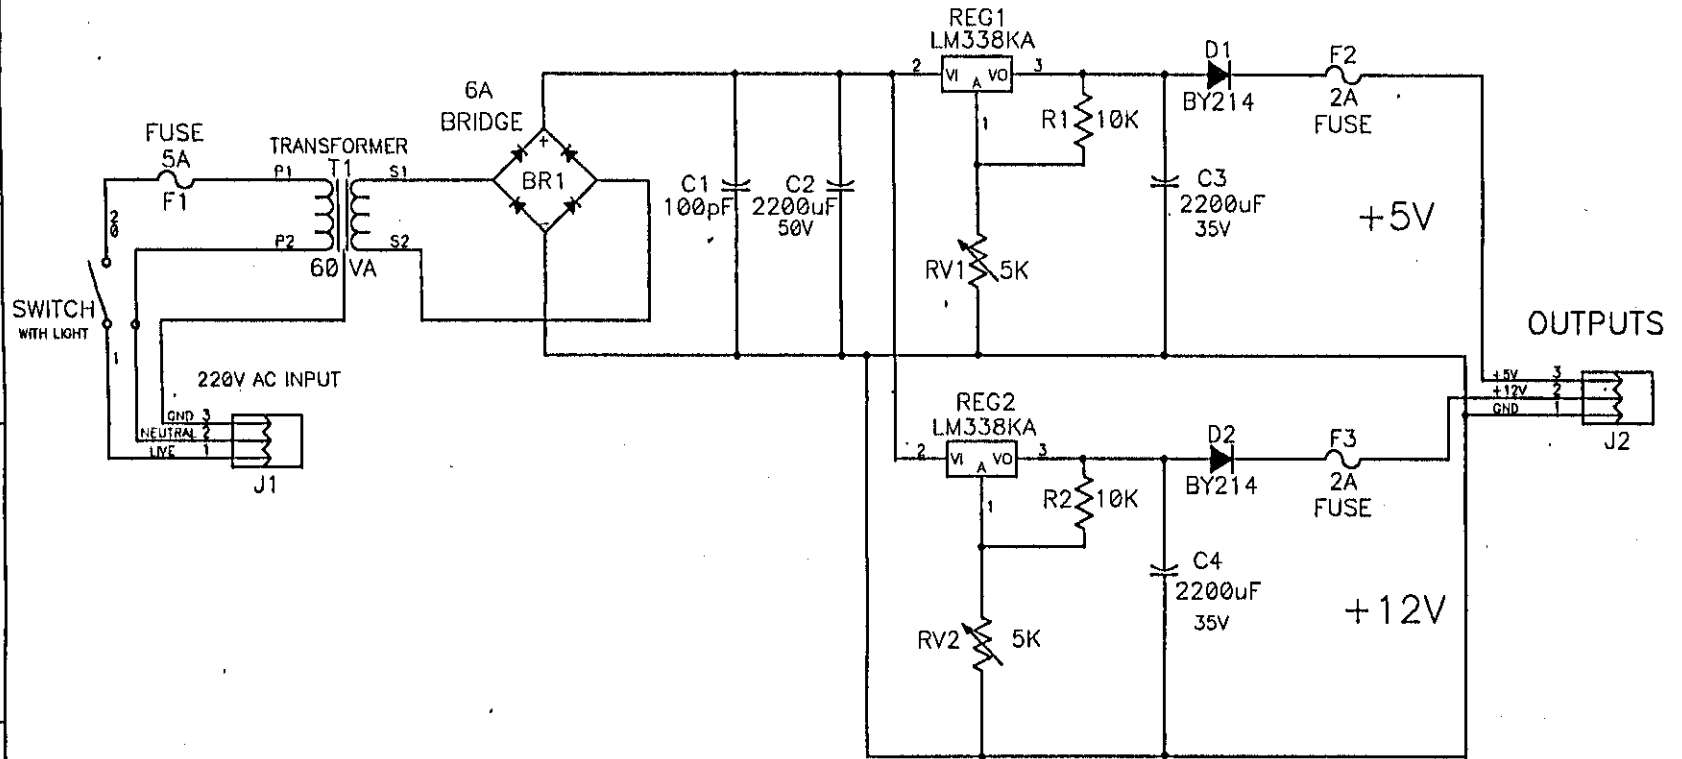 REG1
LM338KA
2
VI
VO
3
A
1
R1
10K
D1
BY214
F2
2A
FUSE
6A
BRIDGE
+
BR1
-
FUSE
5A
F1
TRANSFORMER
T1
P1
S1
P2
S2
60 VA
C1
100pF
C2
2200uF
50V
RV1
5K
C3
2200uF
35V
+5V
SWITCH
WITH LIGHT
1
220V AC INPUT
GND 3
NEUTRAL 2
LIVE 1
J1
OUTPUTS
+5V 3
+12V 2
GND 1
J2
REG2
LM338KA
2
VI
VO
3
A
1
R2
10K
D2
BY214
F3
2A
FUSE
RV2
5K
C4
2200uF
35V
+12V